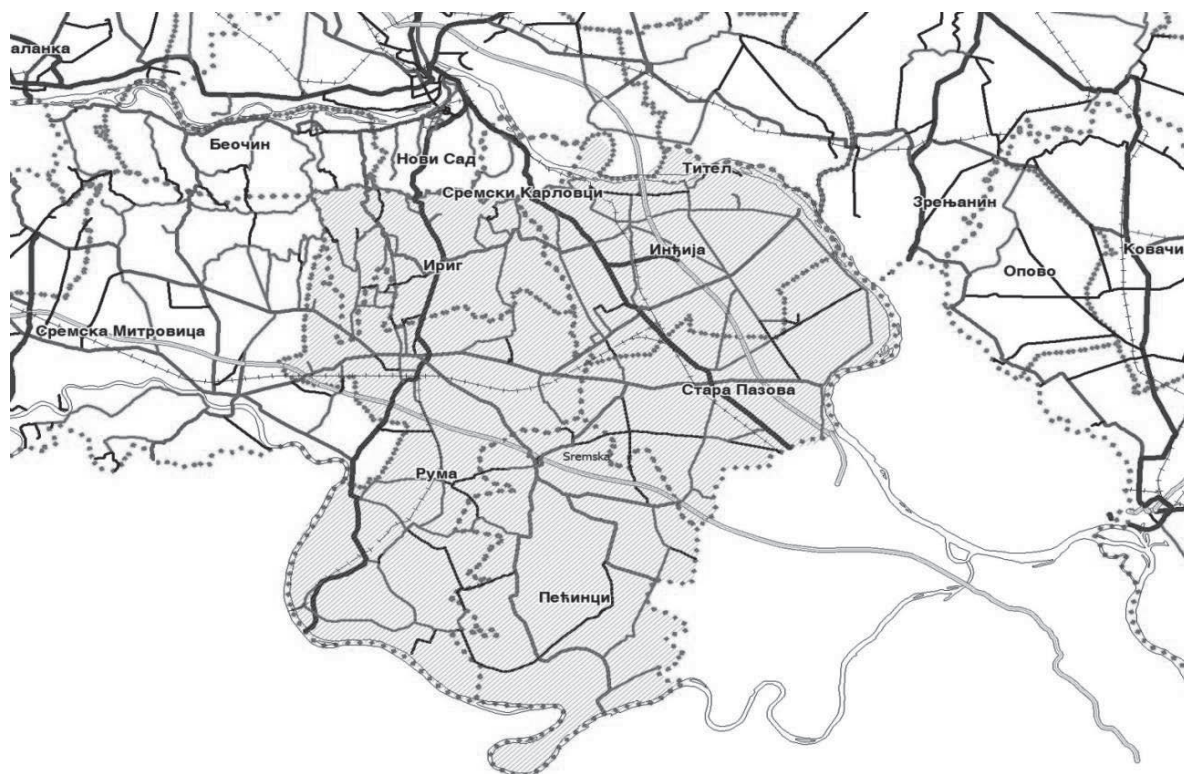 аланка
Беочин
Нови Сад
Тител
Сремски Карловци
Зрењанин
Инђија
Ковачи
Ириг
Опово
Сремска Митровица
Стара Пазова
Sremska
Рума
Пећинци